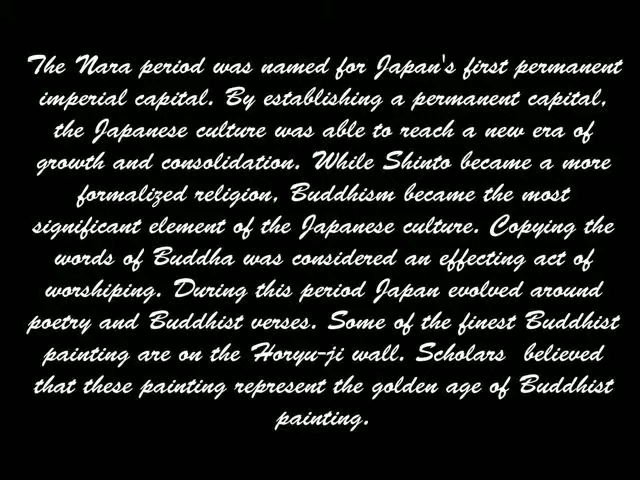 The Nara period was named for Japan's first permanent
imperial capital. By establishing a permanent capital,
the Japanese culture was able to reach a new era of
growth and consolidation. While Shinto became a more
formalized religion, Buddhism became the most
significant element of the Japanese culture. Copying the
words of Buddha was considered an effecting act of
worshiping. During this period Japan evolved around
poetry and Buddhist verses. Some of the finest Buddhist
painting are on the Horyu-ji wall. Scholars  believed
that these painting represent the golden age of Buddhist
painting.